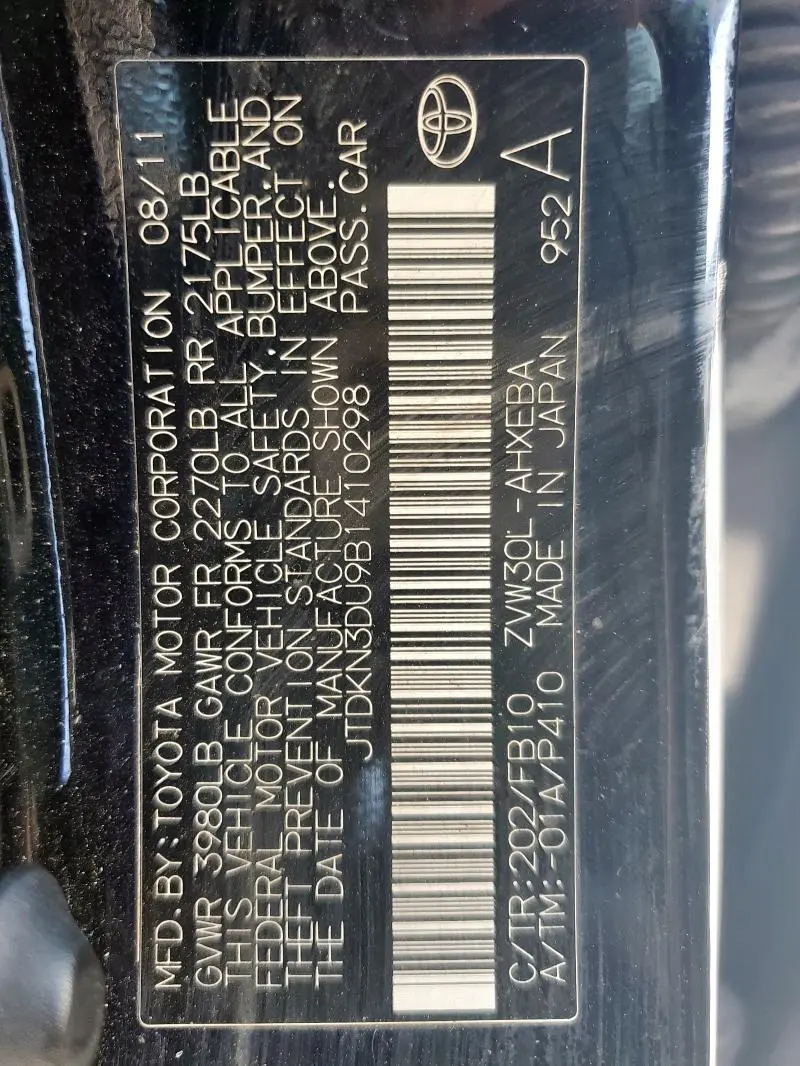 MFD.BY:TOYOTA MOTOR CORPORATION 08/11
GVWR 3980LB GAWR FR 2270LB RR 2175LB
THIS VEHICLE CONFORMS TO ALL APPLICABLE
FEDERAL MOTOR VEHICLE SAFETY,BUMPER,AND
THEFT PREVENTION STANDARDS IN EFFECT ON
THE DATE OF MANUFACTURE SHOWN ABOVE.
JTDKN3DU9B1410298 PASS.CAR
C/TR:202/FB10 ZVW30L-AHXEBA
A/TM:-01A/P410 MADE IN JAPAN 952 A